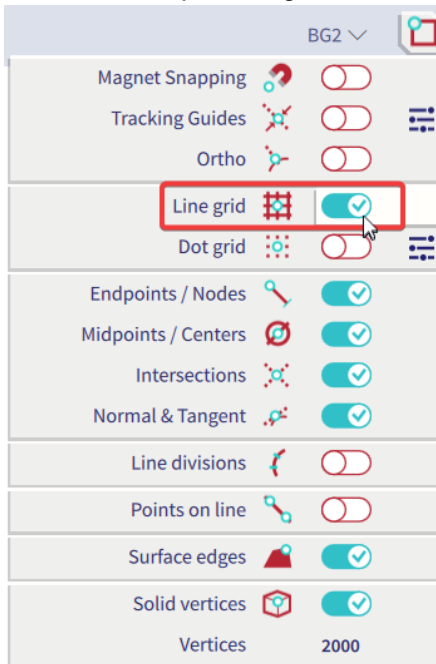 BG2
Magnet Snapping
Tracking Guides
Ortho
Line grid
Dot grid
Endpoints / Nodes
Midpoints / Centers
Intersections
Normal & Tangent
Line divisions
Points on line
Surface edges
Solid vertices
Vertices 2000